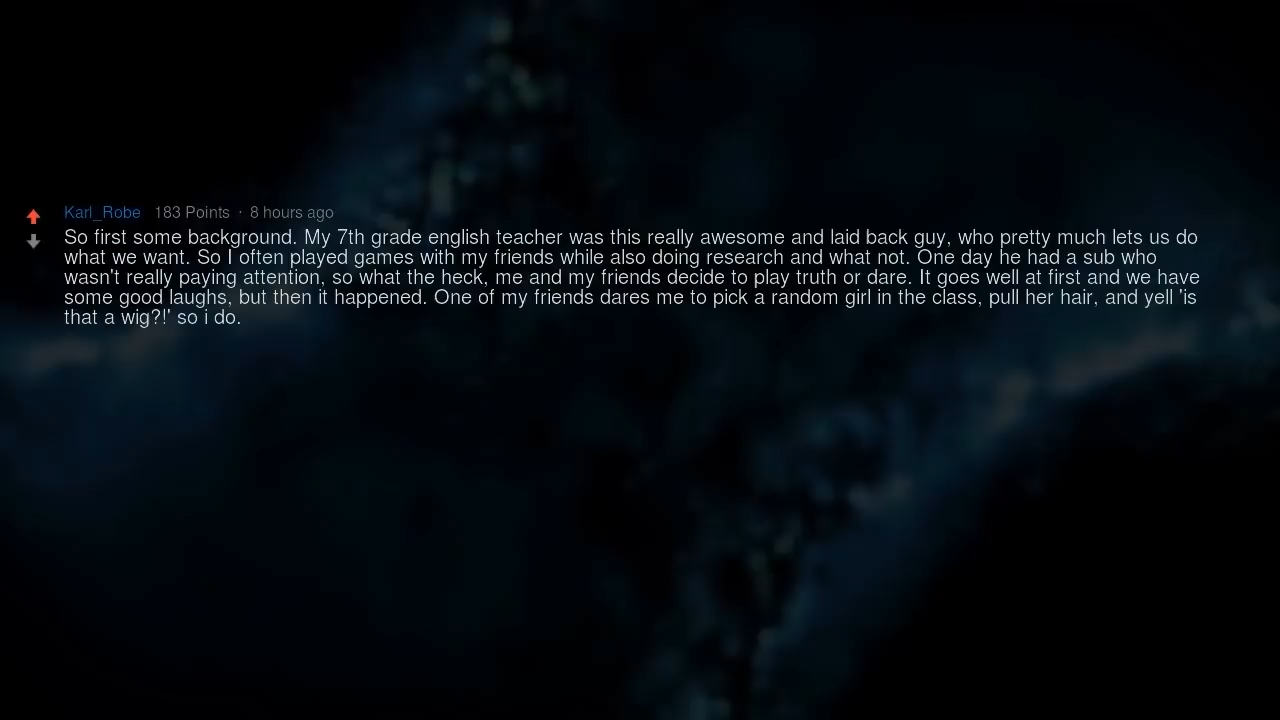 Karl_Robe 183 Points · 8 hours ago
So first some background. My 7th grade english teacher was this really awesome and laid back guy, who pretty much lets us do
what we want. So I often played games with my friends while also doing research and what not. One day he had a sub who
wasn't really paying attention, so what the heck, me and my friends decide to play truth or dare. It goes well at first and we have
some good laughs, but then it happened. One of my friends dares me to pick a random girl in the class, pull her hair, and yell 'is
that a wig?!' so i do.